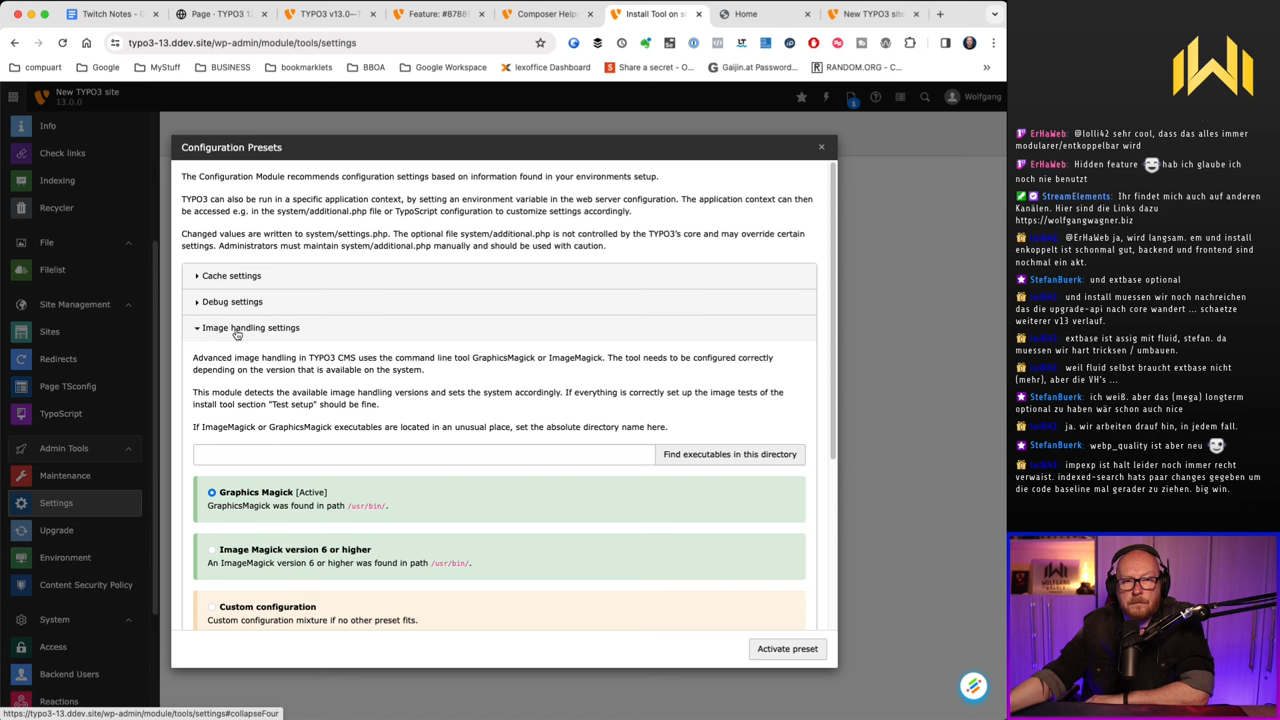 Twitch Notes
Page · TYPO3 12
TYPO3 v13.0
Feature: #8788
Composer Help
Install Tool on
Home
New TYPO3 site
typo3-13.ddev.site/wp-admin/module/tools/settings
compuart
Google
MyStuff
BUSINESS
bookmarklets
BBOA
Google Workspace
lexoffice Dashboard
Share a secret - O...
Gaijin.at Password...
RANDOM.ORG - C...
New TYPO3 site
13.0.0
1
Wolfgang
Info
Check links
Indexing
Recycler
File
Filelist
Site Management
Sites
Redirects
Page TSconfig
TypoScript
Admin Tools
Maintenance
Settings
Upgrade
Environment
Content Security Policy
System
Access
Backend Users
Reactions
https://typo3-13.ddev.site/wp-admin/module/tools/settings#collapseFour
Configuration Presets
The Configuration Module recommends configuration settings based on information found in your environments setup.
TYPO3 can also be run in a specific application context, by setting an environment variable in the web server configuration. The application context can then
be accessed e.g. in the system/additional.php file or TypoScript configuration to customize settings accordingly.
Changed values are written to system/settings.php. The optional file system/additional.php is not controlled by the TYPO3's core and may override certain
settings. Administrators must maintain system/additional.php manually and should be used with caution.
Cache settings
Debug settings
Image handling settings
Advanced image handling in TYPO3 CMS uses the command line tool GraphicsMagick or ImageMagick. The tool needs to be configured correctly
depending on the version that is available on the system.
This module detects the available image handling versions and sets the system accordingly. If everything is correctly set up the image tests of the
install tool section "Test setup" should be fine.
If ImageMagick or GraphicsMagick executables are located in an unusual place, set the absolute directory name here.
Find executables in this directory
Graphics Magick [Active]
GraphicsMagick was found in path /usr/bin/.
Image Magick version 6 or higher
An ImageMagick version 6 or higher was found in path /usr/bin/.
Custom configuration
Custom configuration mixture if no other preset fits.
Activate preset
ErHaWeb: @lolli42 sehr cool, dass das alles immer
modularer/entkoppelbar wird
ErHaWeb: Hidden feature hab ich glaube ich
noch nie benutzt
StreamElements: Ihr findet mich auch auf anderen
Kanälen. Hier sind die Links dazu
https://wolfgangwagner.biz
lolli42: @ErHaWeb ja, wird langsam. em und install
enkoppelt ist schonmal gut, backend und frontend sind
nochmal ein akt.
StefanBuerk: und extbase optional
lolli42: und install muessen wir noch nachreichen
das die upgrade-api nach core wandert ... schaetze
weiterer v13 verlauf.
lolli42: extbase ist assig mit fluid, stefan. da
muessen wir hart tricksen / umbauen.
lolli42: weil fluid selbst braucht extbase nicht
(mehr), aber die VH's ...
StefanBuerk: ich weiß. aber das (mega) longterm
optional zu haben wär schon auch nice
lolli42: ja. wir arbeiten drauf hin, in jedem fall.
StefanBuerk: webp_quality ist aber neu
lolli42: impexp ist halt leider noch immer recht
verwaist. indexed-search hats paar changes gegeben um
die code baseline mal gerader zu ziehen. big win.